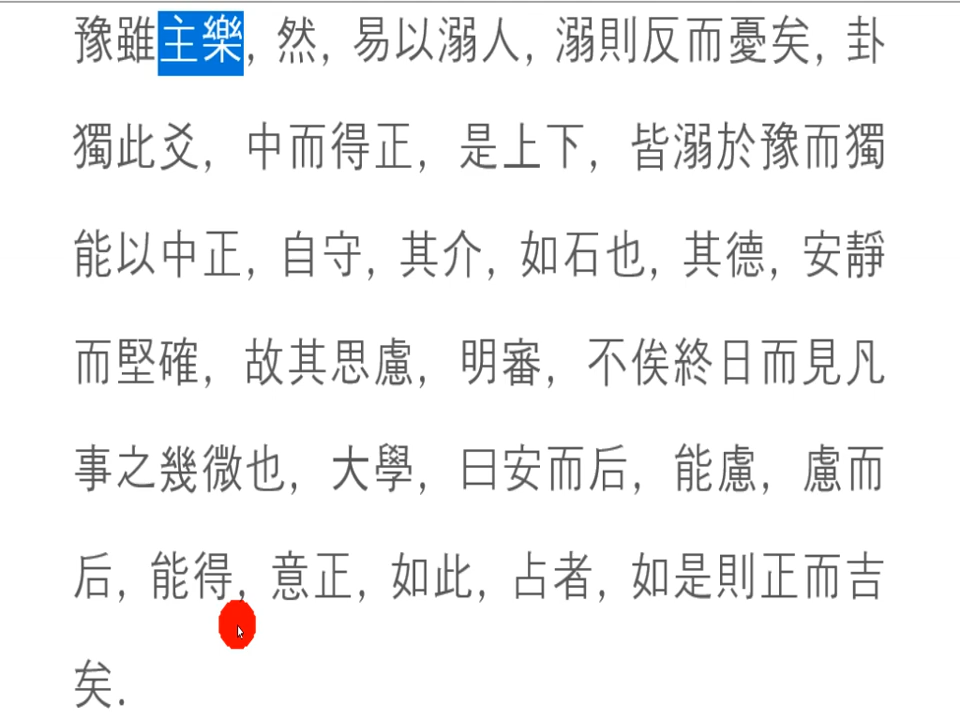 豫雖主樂, 然, 易以溺人, 溺則反而憂矣, 卦
獨此爻, 中而得正, 是上下, 皆溺於豫而獨
能以中正, 自守, 其介, 如石也, 其德, 安靜
而堅確, 故其思慮, 明審, 不俟終日而見凡
事之幾微也, 大學, 曰安而后, 能慮, 慮而
后, 能得, 意正, 如此, 占者, 如是則正而吉
矣.